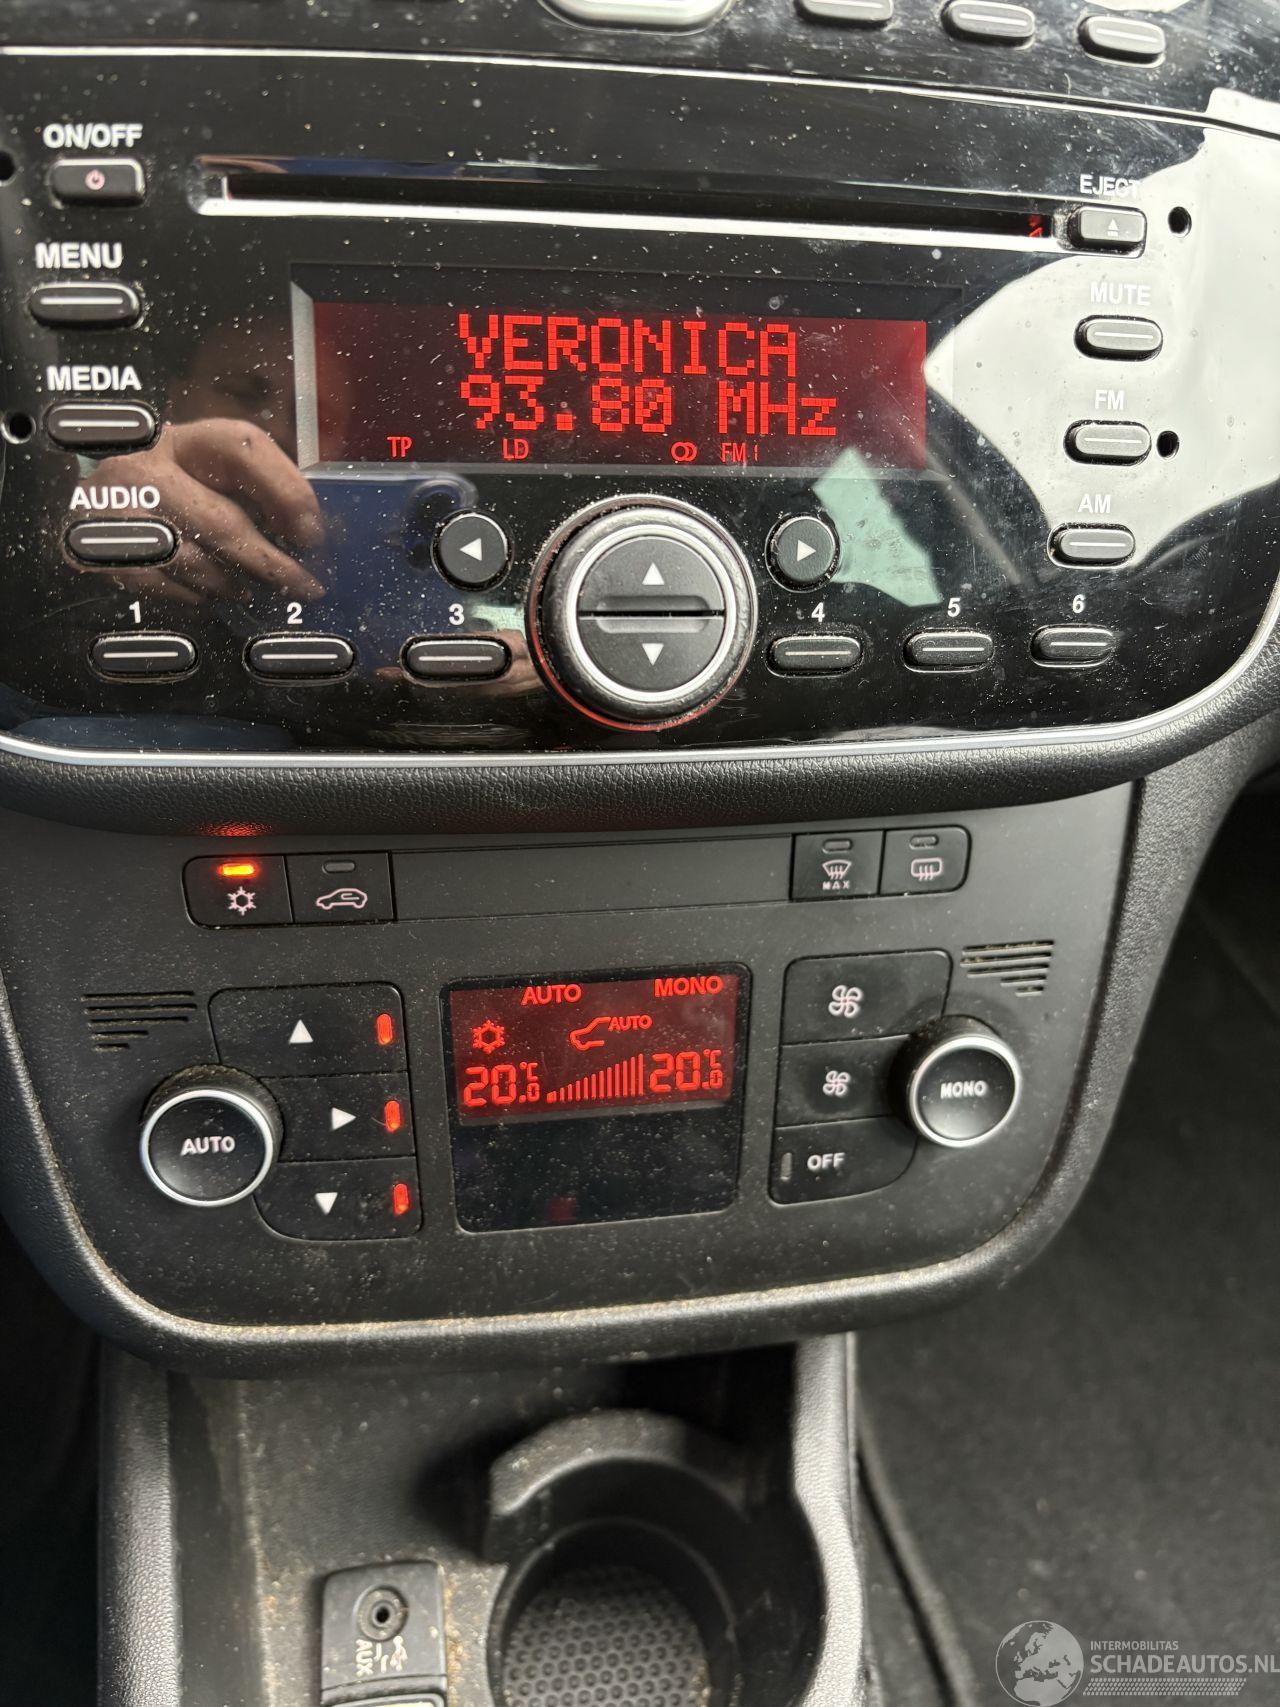 ON/OFF
EJECT
MENU
MUTE
MEDIA
VERONICA
93.80 MHz
FM
TP LD FM I
AUDIO
AM
1 2 3 4 5 6
MAX
AUTO MONO
AUTO
20.0°C 20.0°C
AUTO
MONO
OFF
AUX
INTERMOBILITAS
SCHADEAUTOS.NL